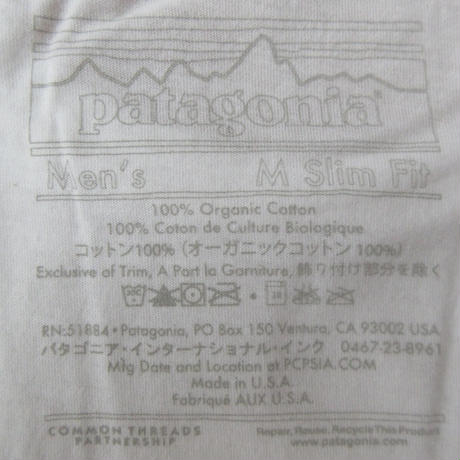 patagonia®
Men's M Slim Fit
100% Organic Cotton
100% Coton de Culture Biologique
コットン100% (オーガニックコットン 100%)
Exclusive of Trim, A Part la Garniture, 飾り付け部分を除く
RN:51884 • Patagonia, PO Box 150 Ventura, CA 93002 USA
パタゴニア・インターナショナル・インク 0467-23-8961
Mfg Date and Location at PCPSIA.COM
Made in U.S.A.
Fabriqué AUX U.S.A.
COMMON THREADS Repair, Reuse, Recycle This Product
PARTNERSHIP www.patagonia.com